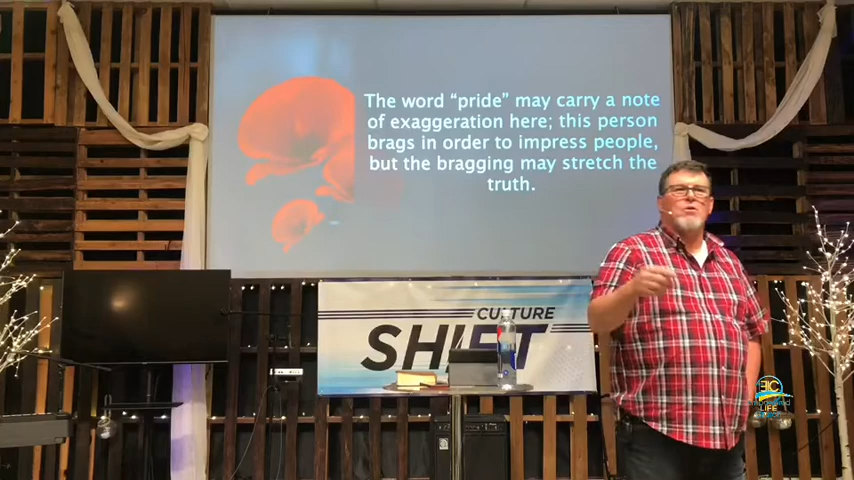 The word “pride” may carry a note
of exaggeration here; this person
brags in order to impress people,
but the bragging may stretch the
truth.
CULTURE
SHIFT
LIFE